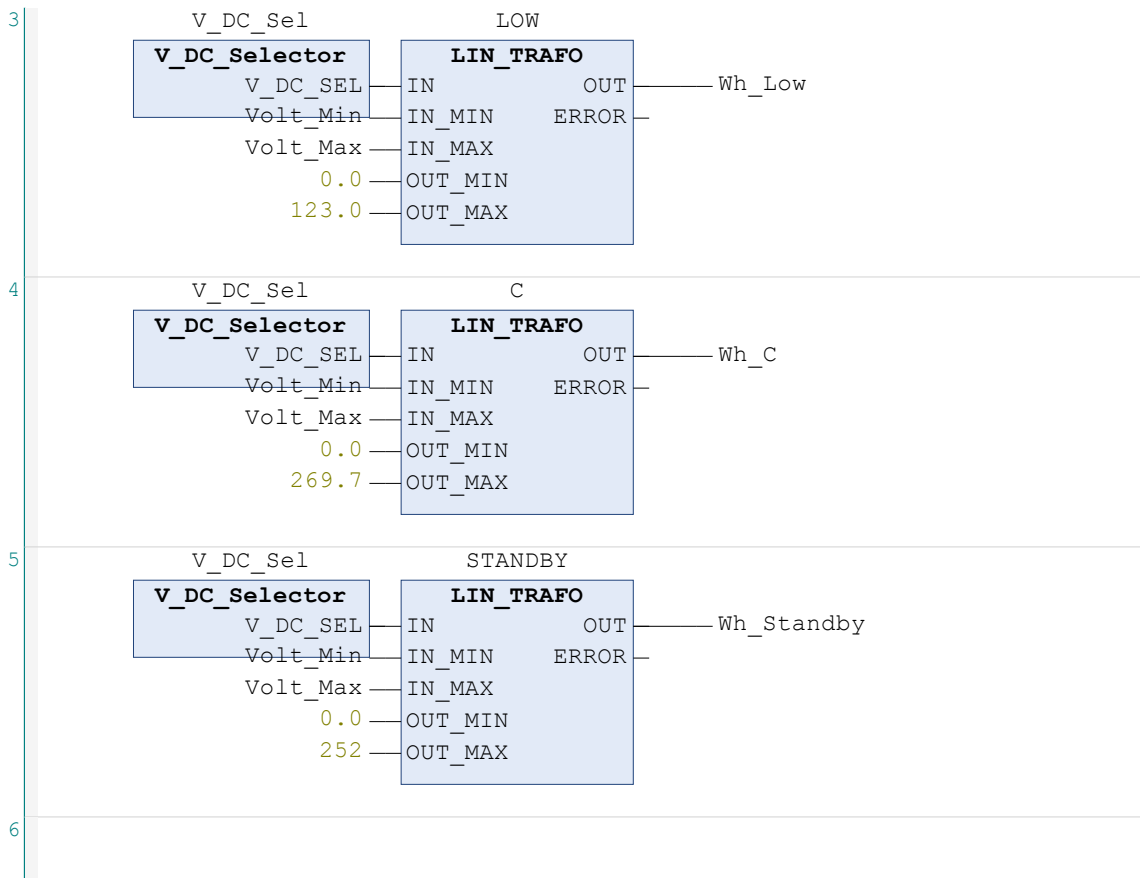 3
V_DC_Sel LOW
V_DC_Selector LIN_TRAFO
V_DC_SEL IN OUT Wh_Low
Volt_Min IN_MIN ERROR
Volt_Max IN_MAX
0.0 OUT_MIN
123.0 OUT_MAX
4
V_DC_Sel C
V_DC_Selector LIN_TRAFO
V_DC_SEL IN OUT Wh_C
Volt_Min IN_MIN ERROR
Volt_Max IN_MAX
0.0 OUT_MIN
269.7 OUT_MAX
5
V_DC_Sel STANDBY
V_DC_Selector LIN_TRAFO
V_DC_SEL IN OUT Wh_Standby
Volt_Min IN_MIN ERROR
Volt_Max IN_MAX
0.0 OUT_MIN
252 OUT_MAX
6